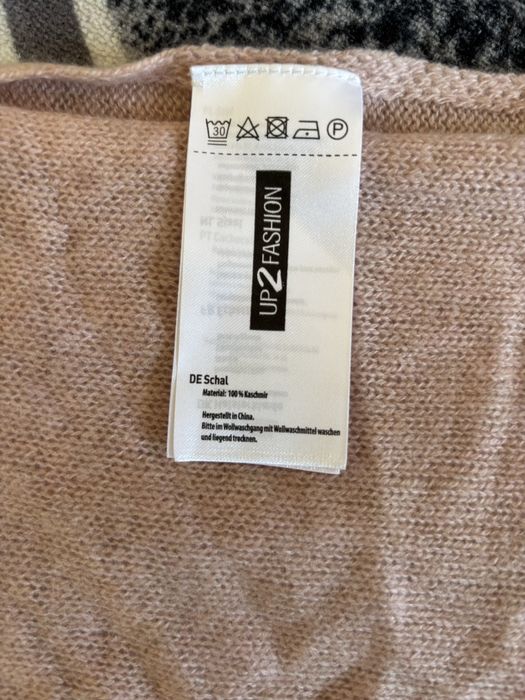 30
P
UP2FASHION
DE Schal
Material: 100 % Kaschmir
Hergestellt in China.
Bitte im Wollwaschgang mit Wollwaschmittel waschen
und liegend trocknen.